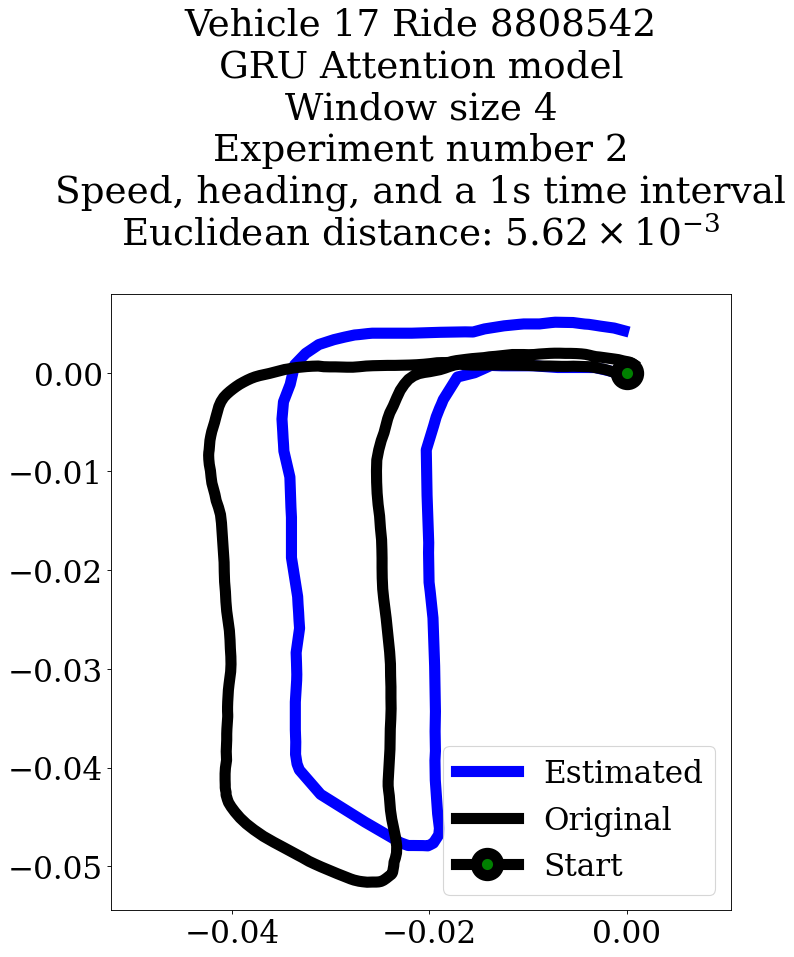 Vehicle 17 Ride 8808542
GRU Attention model
Window size 4
Experiment number 2
Speed, heading, and a 1s time interval
Euclidean distance: 5.62 × 10⁻³
0.00
−0.01
−0.02
−0.03
−0.04
−0.05
Estimated
Original
Start
−0.04 −0.02 0.00